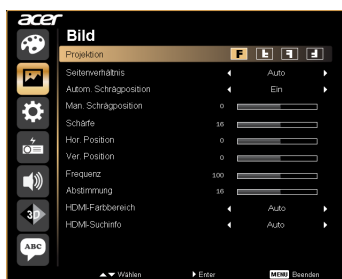 acer
Bild
Projektion F
Seitenverhältnis Auto
Autom. Schrägposition Ein
Man. Schrägposition 0
Schärfe 16
Hor. Position 0
Ver. Position 0
Frequenz 100
Abstimmung 16
HDMI-Farbbereich Auto
HDMI-Suchinfo Auto
3D
ABC
Wählen Enter MENU Beenden